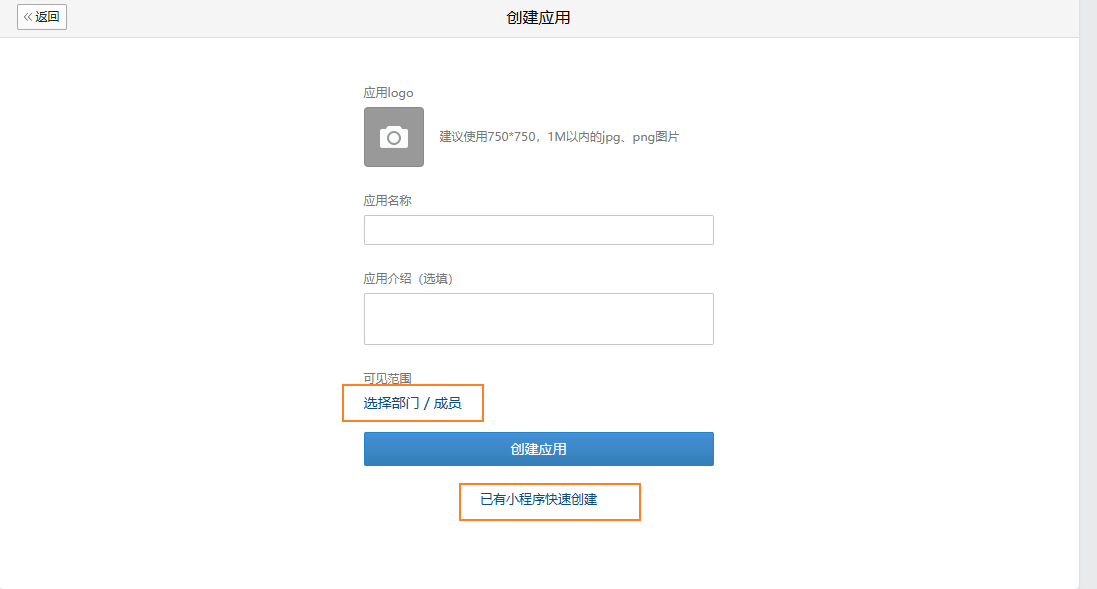 返回
创建应用
应用logo
建议使用750*750，1M以内的jpg、png图片
应用名称
应用介绍（选填）
可见范围
选择部门 / 成员
创建应用
已有小程序快速创建